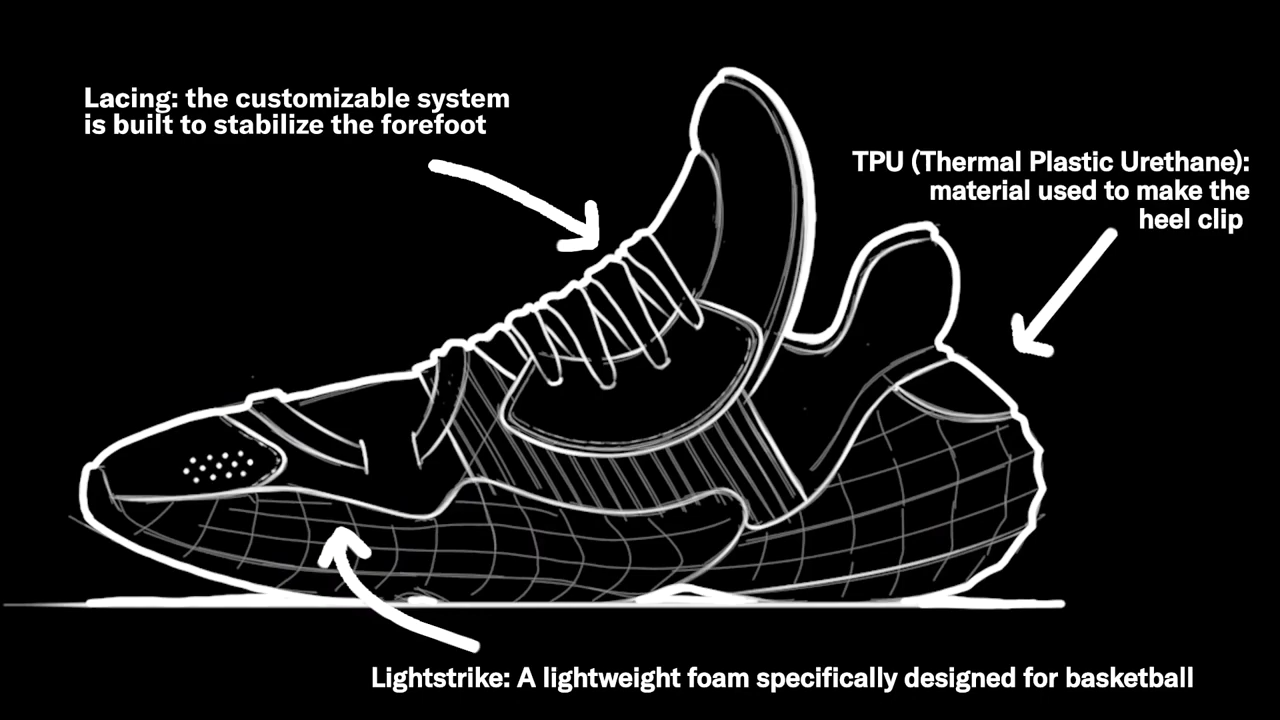 Lacing: the customizable system
is built to stabilize the forefoot
TPU (Thermal Plastic Urethane):
material used to make the
heel clip
Lightstrike: A lightweight foam specifically designed for basketball